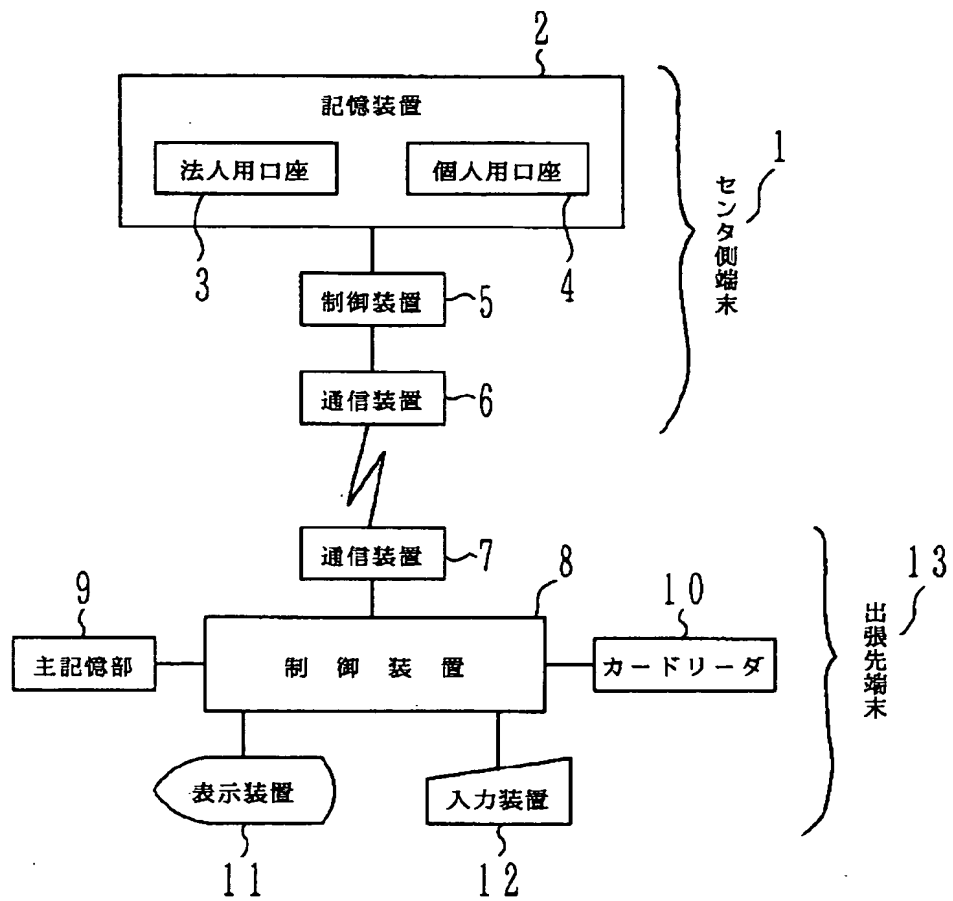 2
記憶装置
法人用口座
個人用口座
1
センタ側端末
3
4
制御装置
5
通信装置
6
通信装置
7
8
9
10
13
主記憶部
制御装置
カードリーダ
出張先端末
表示装置
入力装置
11
12